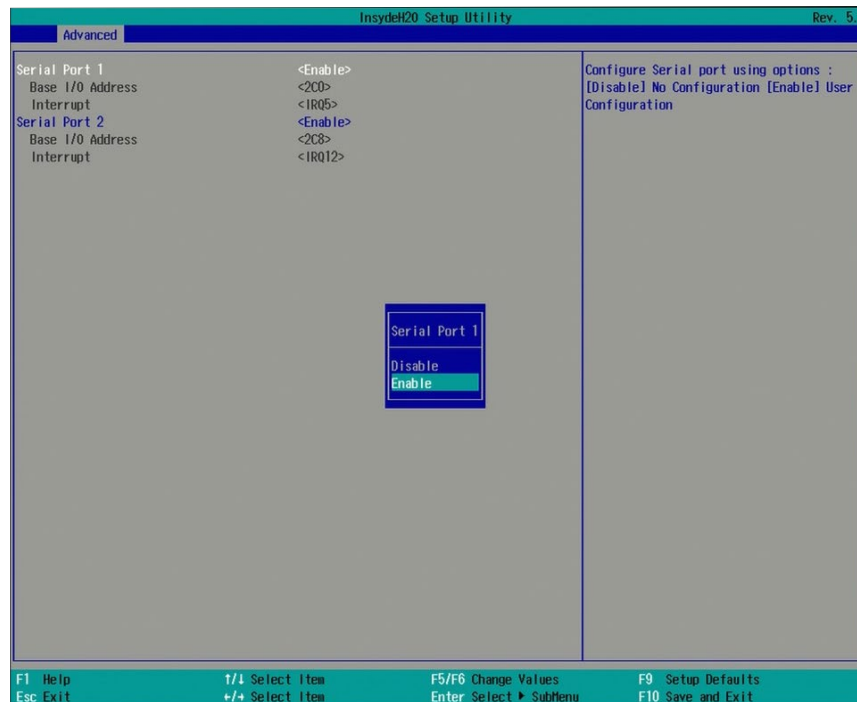 InsydeH20 Setup Utility Rev. 5.
Advanced
Serial Port 1 <Enable>
Base I/O Address <2C0>
Interrupt <IRQ5>
Serial Port 2 <Enable>
Base I/O Address <2C8>
Interrupt <IRQ12>
Configure Serial port using options :
[Disable] No Configuration [Enable] User
Configuration
Serial Port 1
Disable
Enable
F1 Help ↑/↓ Select Item F5/F6 Change Values F9 Setup Defaults
Esc Exit ←/→ Select Item Enter Select ▶ SubMenu F10 Save and Exit